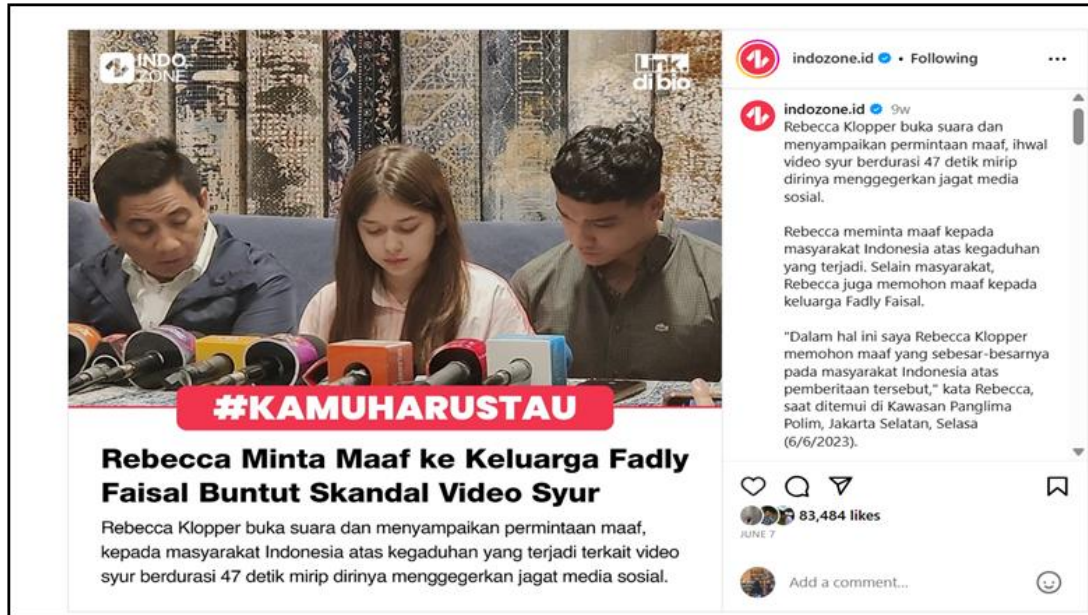 INDO
ZONE
Link
di bio
#KAMUHARUSTAU
Rebecca Minta Maaf ke Keluarga Fadly
Faisal Buntut Skandal Video Syur
Rebecca Klopper buka suara dan menyampaikan permintaan maaf,
kepada masyarakat Indonesia atas kegaduhan yang terjadi terkait video
syur berdurasi 47 detik mirip dirinya menggegerkan jagat media sosial.
indozone.id • Following
indozone.id 9w
Rebecca Klopper buka suara dan
menyampaikan permintaan maaf, ihwal
video syur berdurasi 47 detik mirip
dirinya menggegerkan jagat media
sosial.
Rebecca meminta maaf kepada
masyarakat Indonesia atas kegaduhan
yang terjadi. Selain masyarakat,
Rebecca juga memohon maaf kepada
keluarga Fadly Faisal.
"Dalam hal ini saya Rebecca Klopper
memohon maaf yang sebesar-besarnya
pada masyarakat Indonesia atas
pemberitaan tersebut," kata Rebecca,
saat ditemui di Kawasan Panglima
Polim, Jakarta Selatan, Selasa
(6/6/2023).
83,484 likes
JUNE 7
Add a comment...